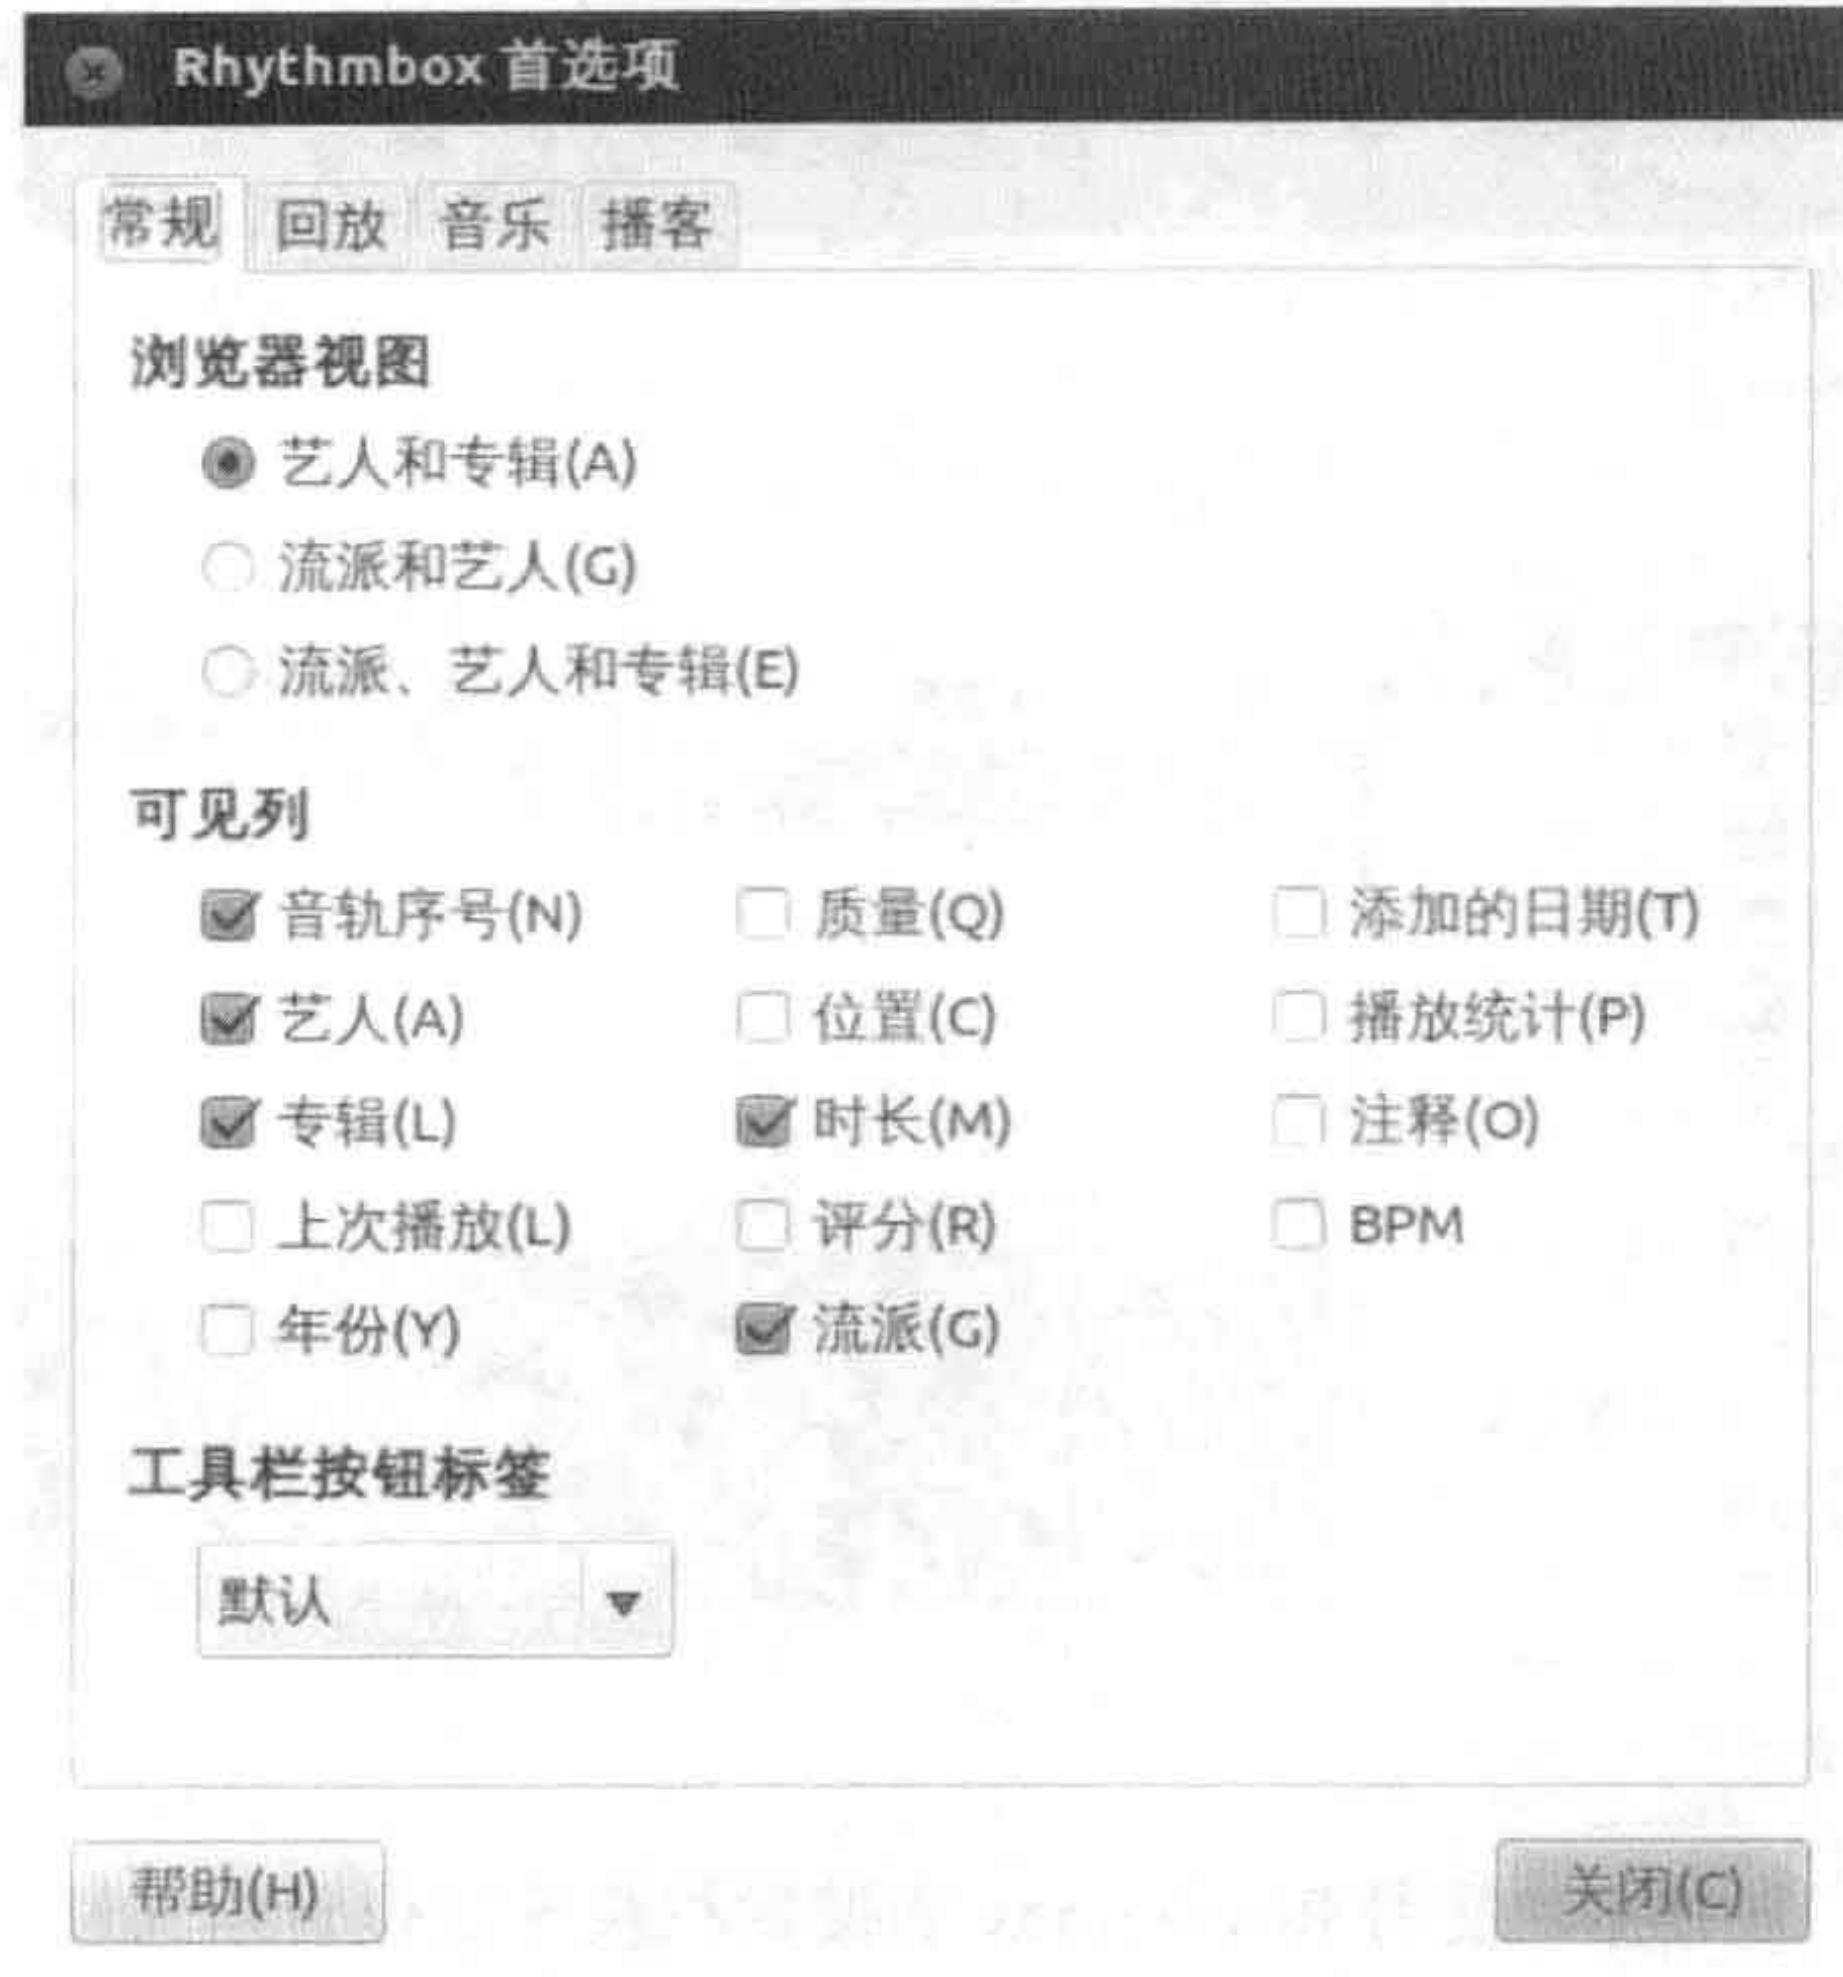 Rhythmbox 首选项
常规 回放 音乐 播客
浏览器视图
艺人和专辑(A)
流派和艺人(G)
流派、艺人和专辑(E)
可见列
音轨序号(N) 质量(Q) 添加的日期(T)
艺人(A) 位置(C) 播放统计(P)
专辑(L) 时长(M) 注释(O)
上次播放(L) 评分(R) BPM
年份(Y) 流派(G)
工具栏按钮标签
默认
帮助(H) 关闭(C)